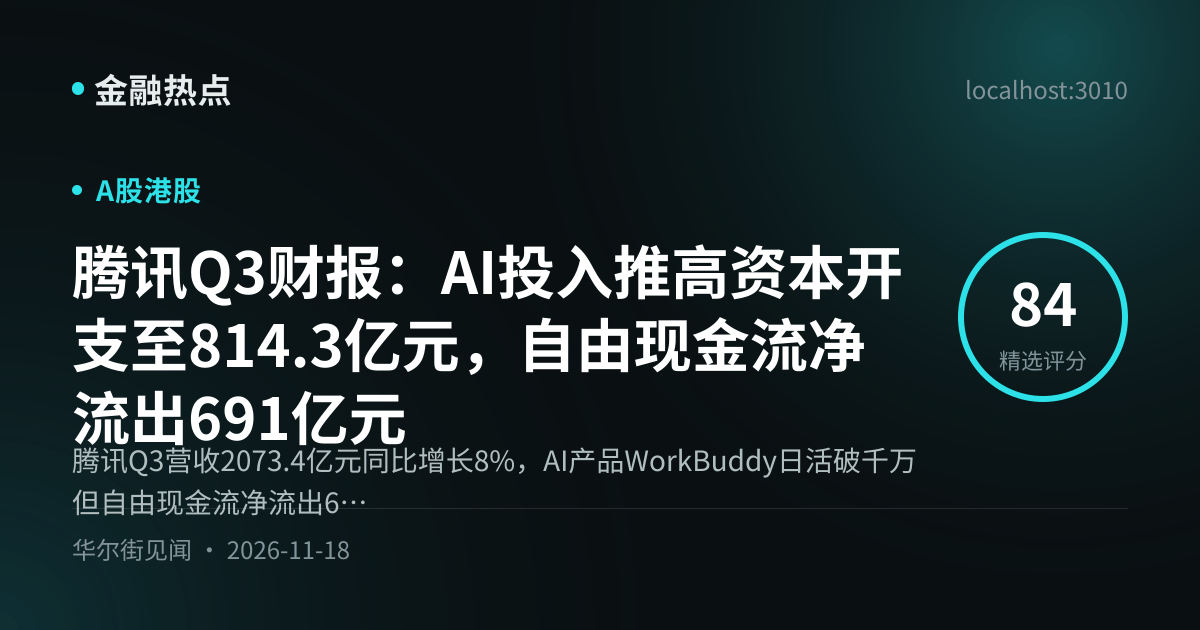 金融热点
localhost:3010
A股港股
腾讯Q3财报：AI投入推高资本开
支至814.3亿元，自由现金流净
流出691亿元
84
精选评分
腾讯Q3营收2073.4亿元同比增长8%，AI产品WorkBuddy日活破千万
但自由现金流净流出6…
华尔街见闻 · 2026-11-18